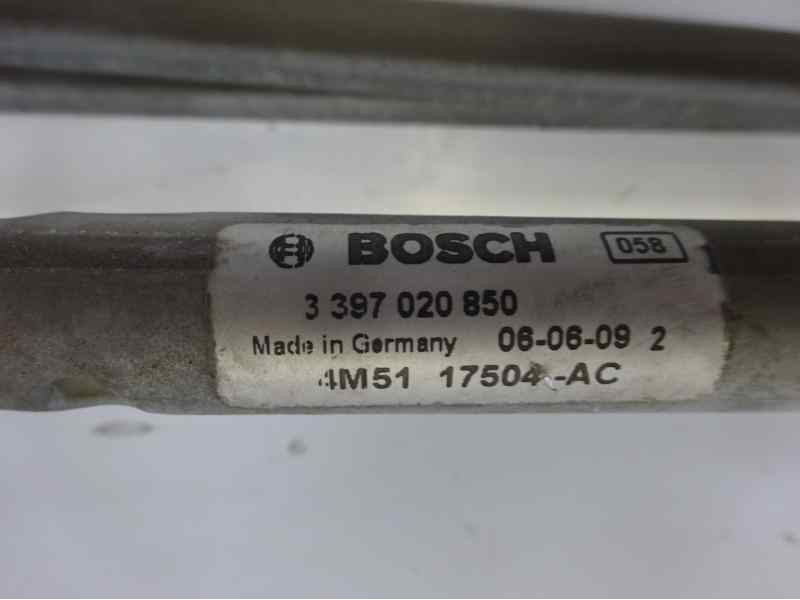 BOSCH 058
3 397 020 850
Made in Germany 06-06-09 2
4M51 17504-AC